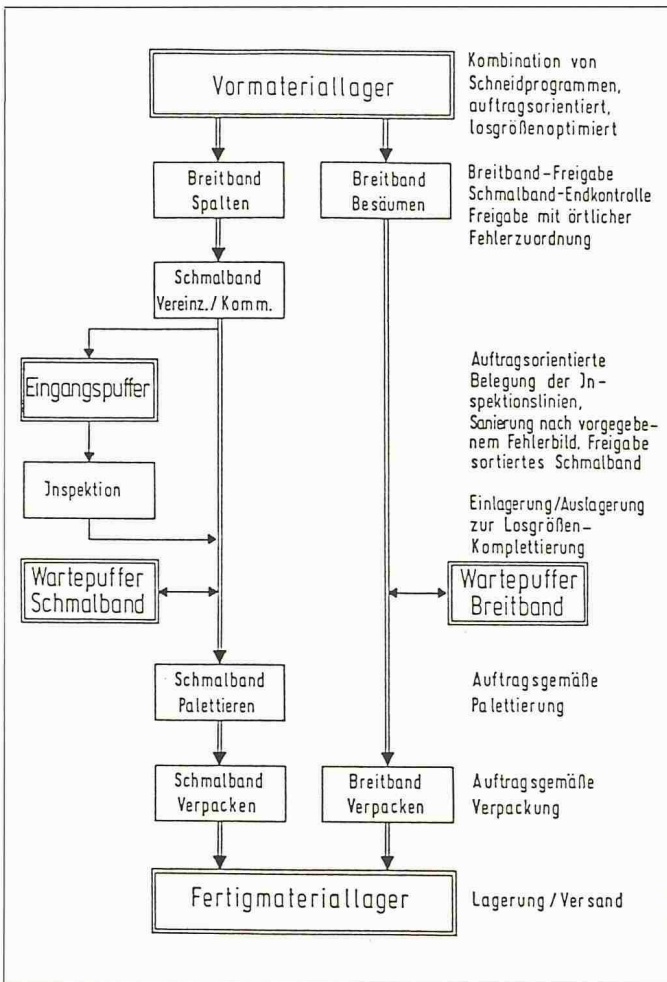 Vormateriallager
Kombination von
Schneidprogrammen,
auftragsorientiert,
losgrößenoptimiert
Breitband
Spalten
Breitband
Besäumen
Breitband-Freigabe
Schmalband-Endkontrolle
Freigabe mit örtlicher
Fehlerzuordnung
Schmalband
Vereinz./Komm.
Eingangspuffer
Auftragsorientierte
Belegung der In-
spektionslinien,
Sanierung nach vorgegebe-
nem Fehlerbild, Freigabe
sortiertes Schmalband
Inspektion
Einlagerung/Auslagerung
zur Losgrößen-
Komplettierung
Wartepuffer
Schmalband
Wartepuffer
Breitband
Schmalband
Palettieren
Auftragsgemäße
Palettierung
Schmalband
Verpacken
Breitband
Verpacken
Auftragsgemäße
Verpackung
Fertigmateriallager
Lagerung/Versand